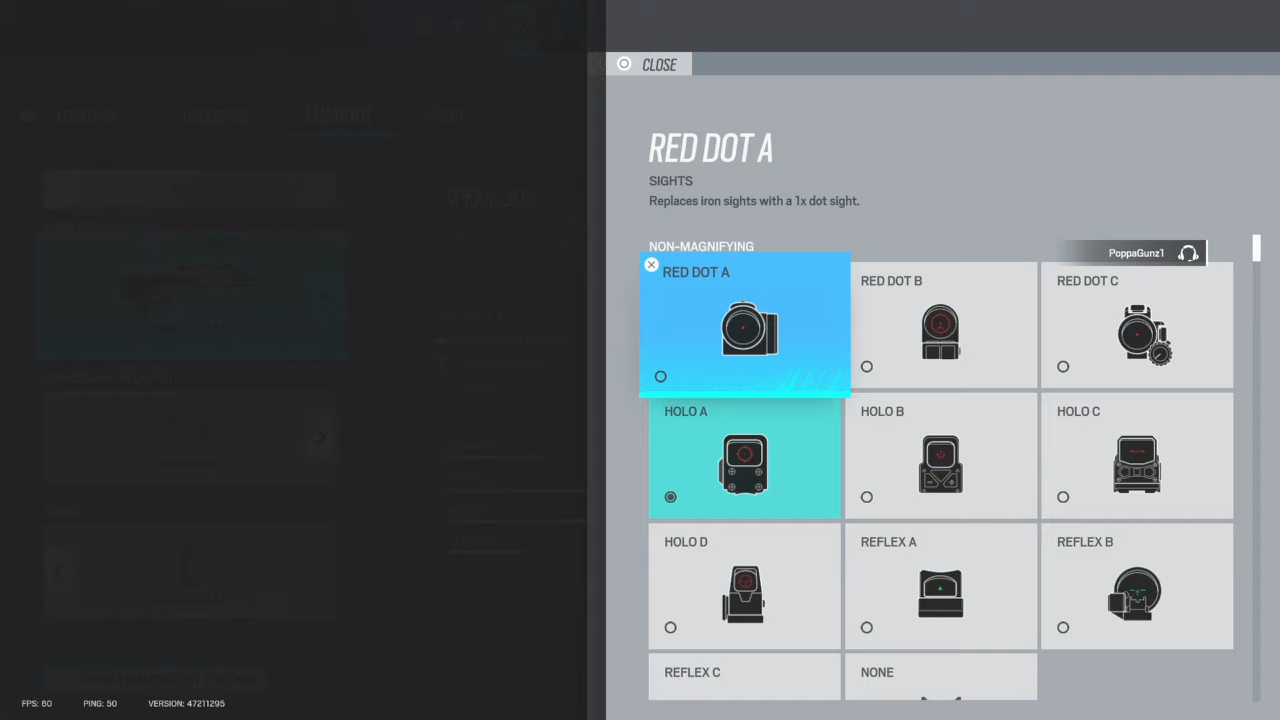 CLOSE
LOADOUT
RED DOT A
SIGHTS
Replaces iron sights with a 1x dot sight.
NON-MAGNIFYING
PoppaGunz1
RED DOT A
RED DOT B
RED DOT C
HOLO A
HOLO B
HOLO C
HOLO D
REFLEX A
REFLEX B
REFLEX C
NONE
FPS: 60
PING: 50
VERSION: 47211295